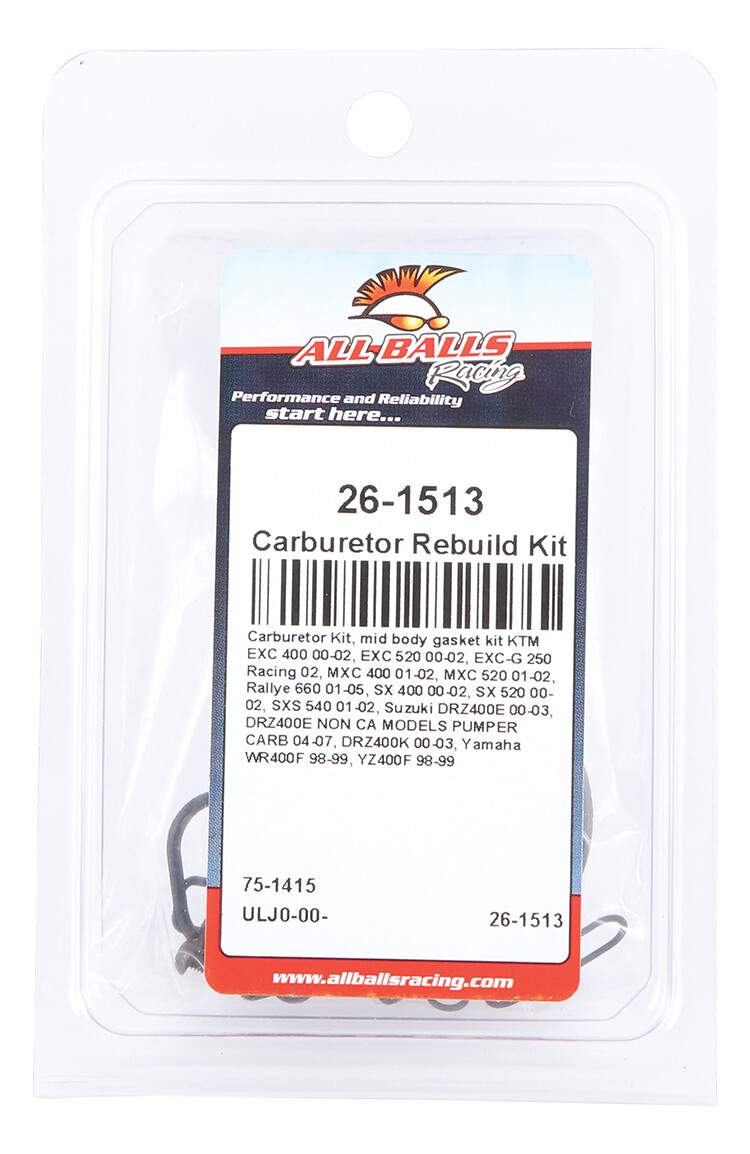 ALL BALLS
Racing
Performance and Reliability
start here...
26-1513
Carburetor Rebuild Kit
Carburetor Kit, mid body gasket kit KTM
EXC 400 00-02, EXC 520 00-02, EXC-G 250
Racing 02, MXC 400 01-02, MXC 520 01-02,
Rallye 660 01-05, SX 400 00-02, SX 520 00-
02, SXS 540 01-02, Suzuki DRZ400E 00-03,
DRZ400E NON CA MODELS PUMPER
CARB 04-07, DRZ400K 00-03, Yamaha
WR400F 98-99, YZ400F 98-99
75-1415
ULJ0-00- 26-1513
www.allballsracing.com